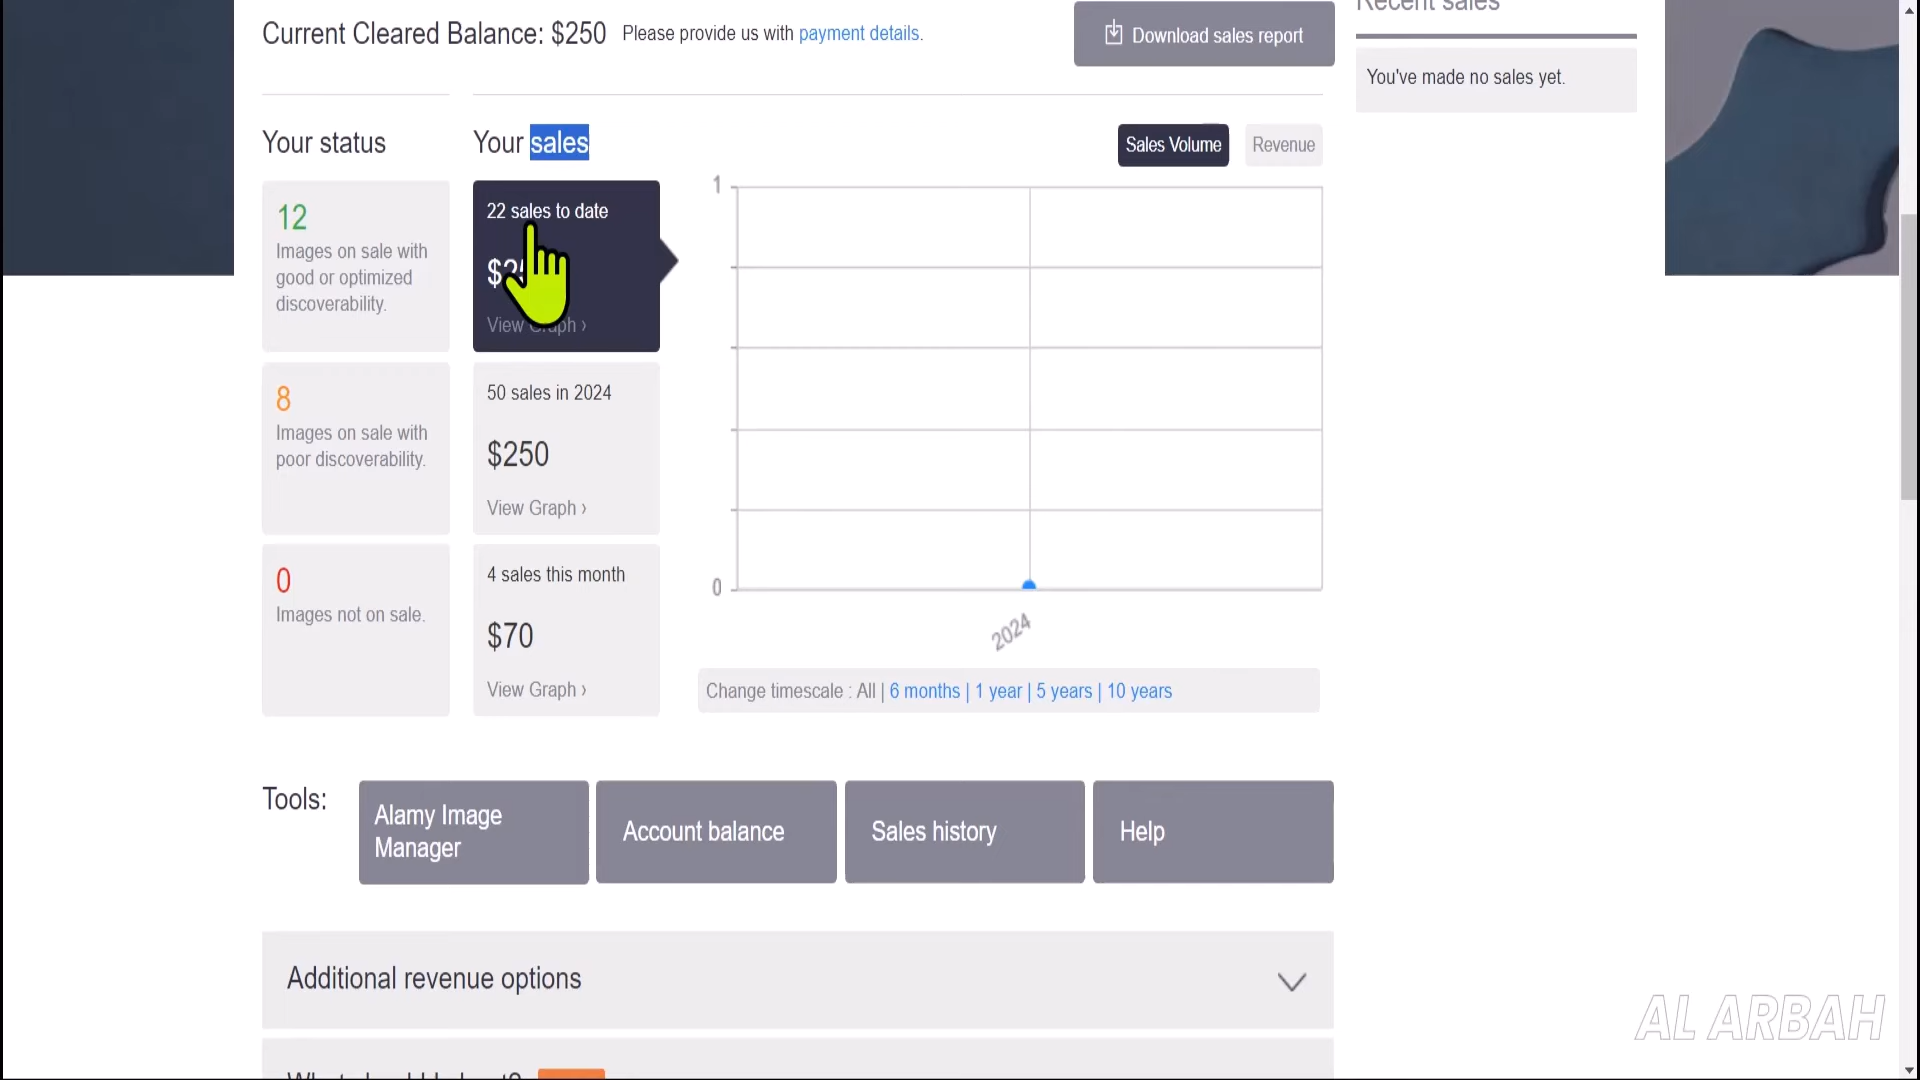 Current Cleared Balance: $250 Please provide us with payment details.
Download sales report
Recent sales
You've made no sales yet.
Your status
12
Images on sale with
good or optimized
discoverability.
8
Images on sale with
poor discoverability.
0
Images not on sale.
Your sales
22 sales to date
View Graph ›
50 sales in 2024
$250
View Graph ›
4 sales this month
$70
View Graph ›
Sales Volume
Revenue
1
0
2024
Change timescale : All | 6 months | 1 year | 5 years | 10 years
Tools:
Alamy Image
Manager
Account balance
Sales history
Help
Additional revenue options
AL ARBAH